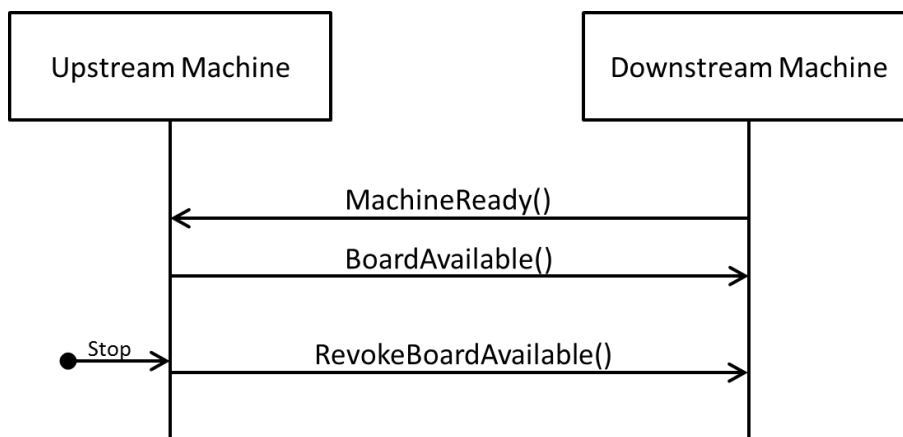 Upstream Machine
Downstream Machine
MachineReady()
BoardAvailable()
Stop
RevokeBoardAvailable()